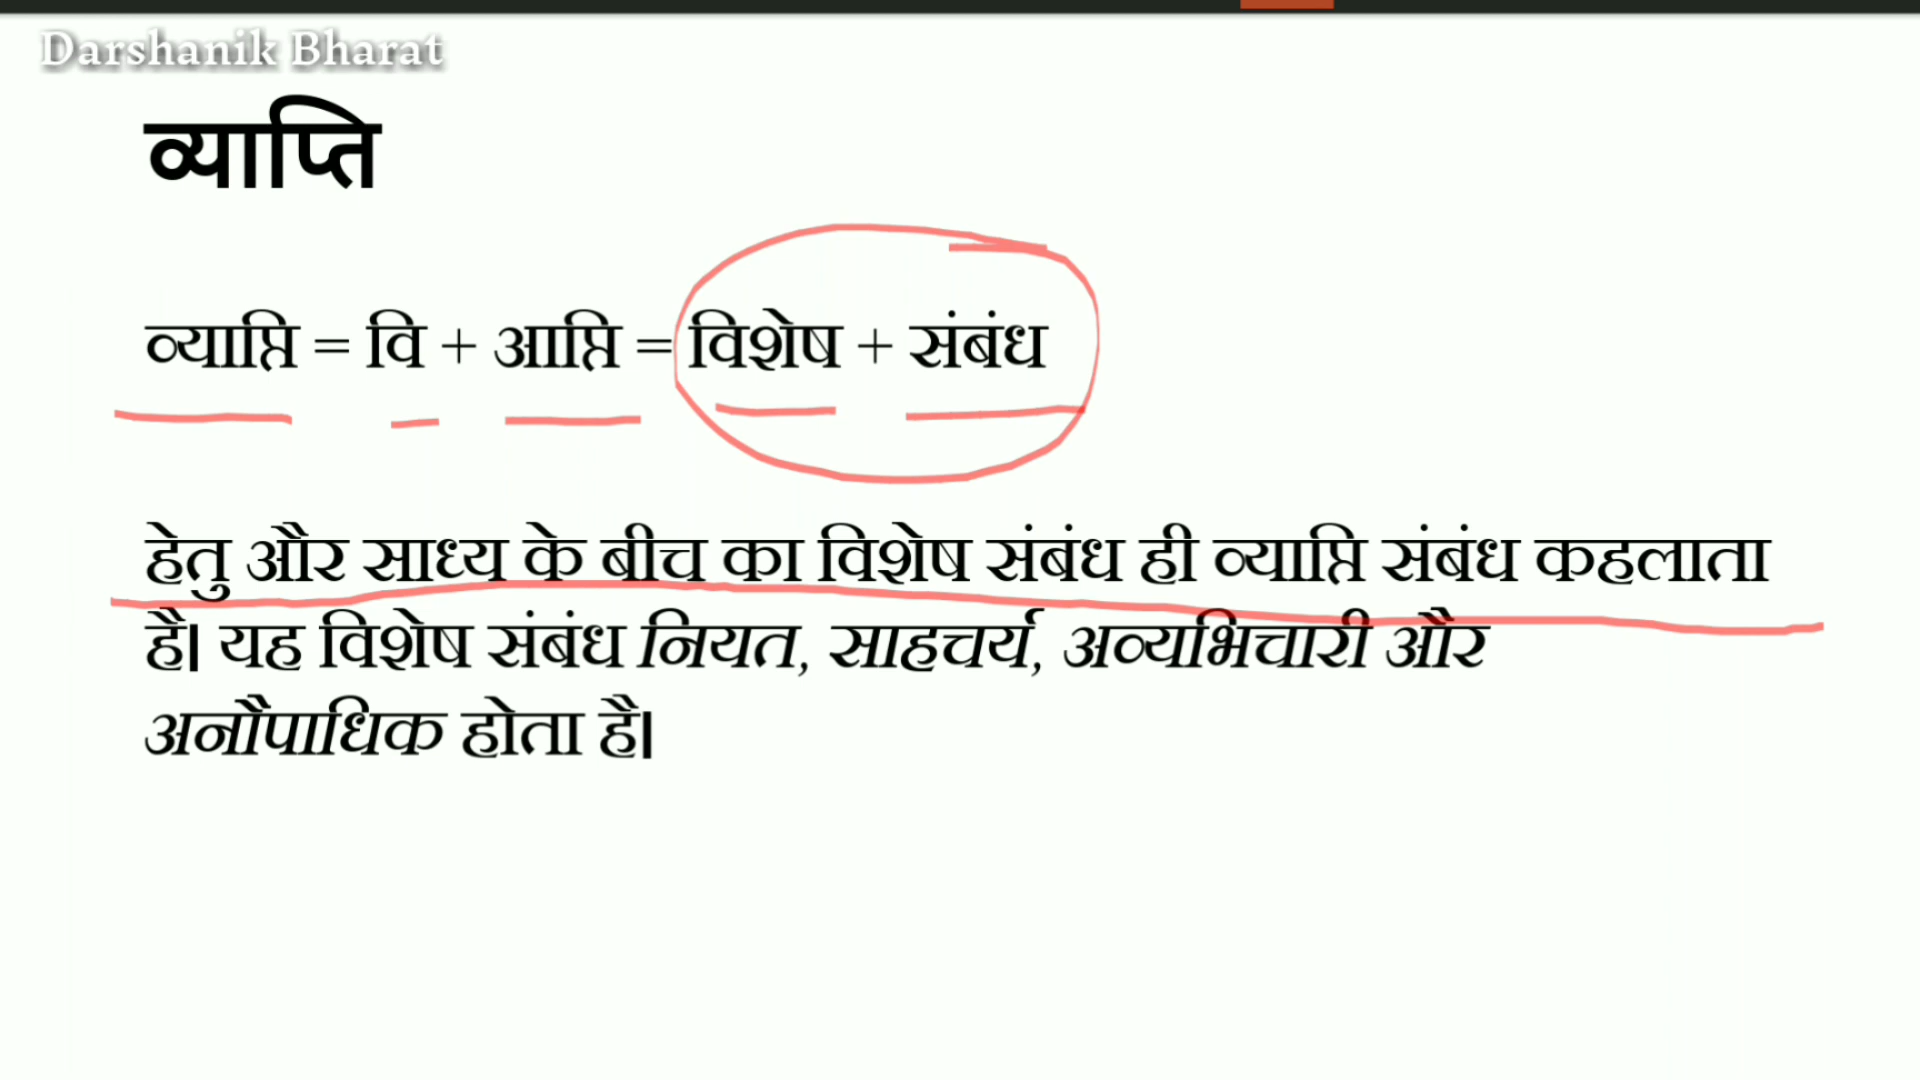 Darshanik Bharat
व्याप्ति
व्याप्ति = वि + आप्ति = विशेष + संबंध
हेतु और साध्य के बीच का विशेष संबंध ही व्याप्ति संबंध कहलाता
है| यह विशेष संबंध नियत, साहचर्य, अव्यभिचारी और
अनौपाधिक होता है|